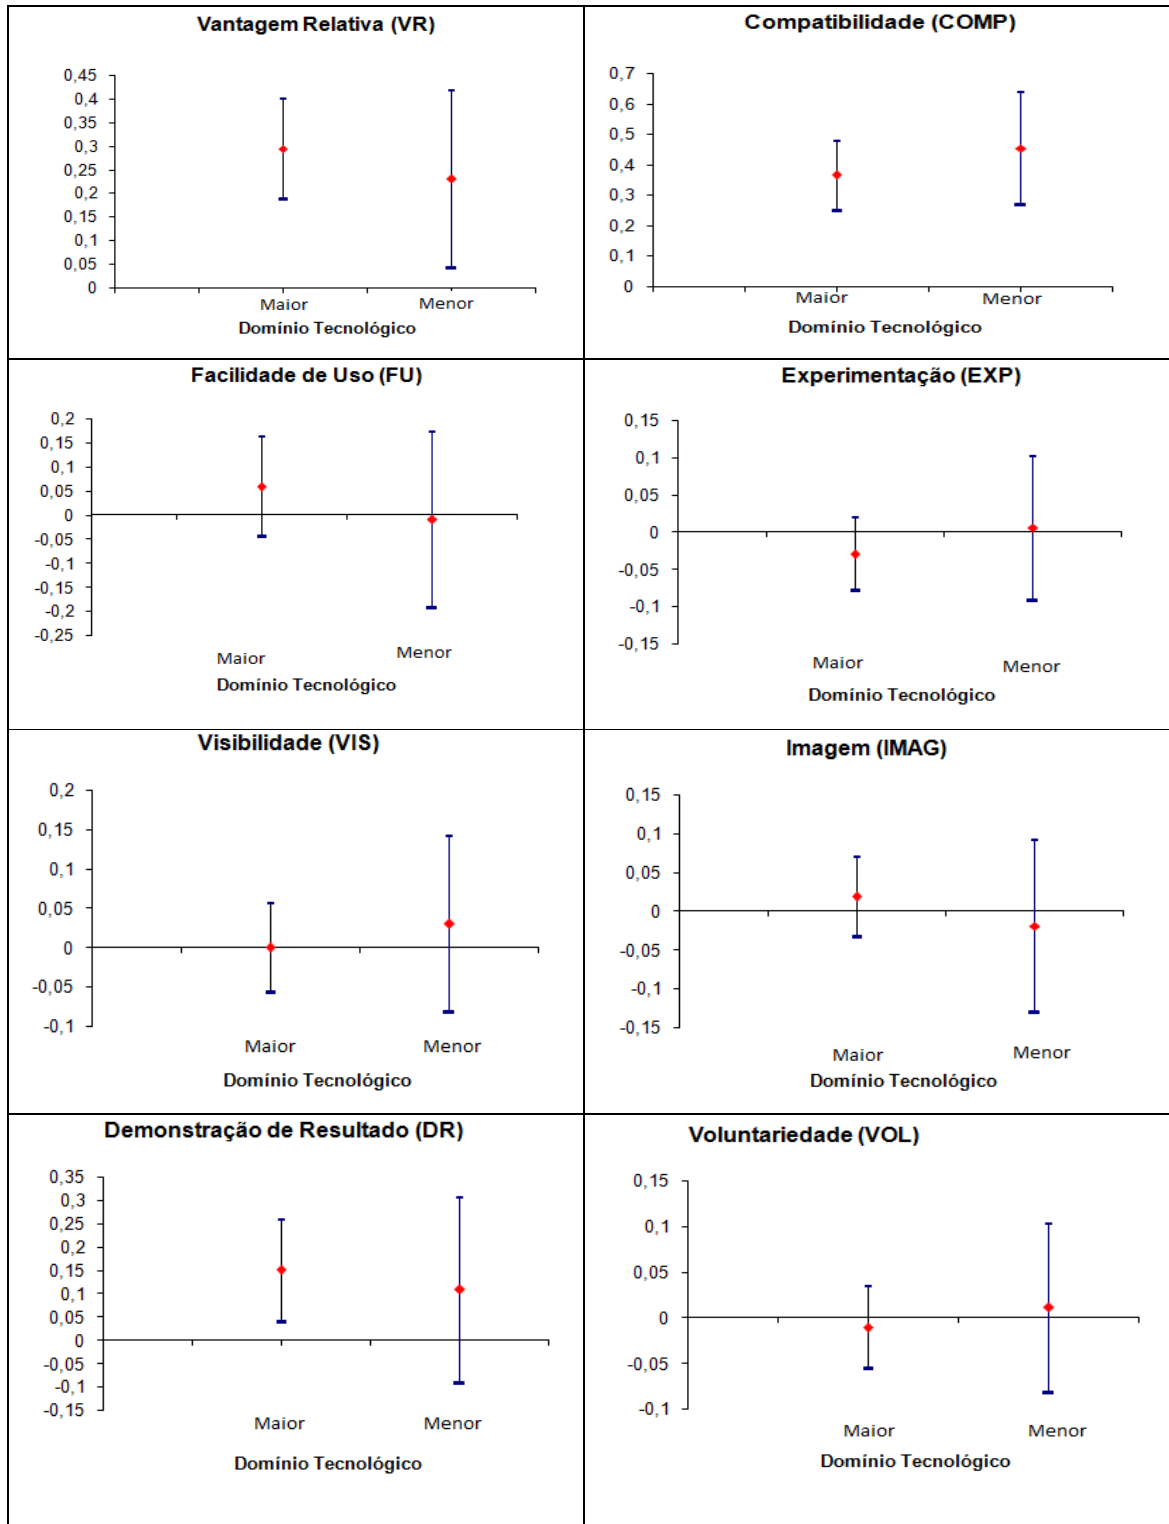 Vantagem Relativa (VR)
0,45
0,4
0,35
0,3
0,25
0,2
0,15
0,1
0,05
0
Maior Menor
Domínio Tecnológico
Compatibilidade (COMP)
0,7
0,6
0,5
0,4
0,3
0,2
0,1
0
Maior Menor
Domínio Tecnológico
Facilidade de Uso (FU)
0,2
0,15
0,1
0,05
0
-0,05
-0,1
-0,15
-0,2
-0,25
Maior Menor
Domínio Tecnológico
Experimentação (EXP)
0,15
0,1
0,05
0
-0,05
-0,1
-0,15
Maior Menor
Domínio Tecnológico
Visibilidade (VIS)
0,2
0,15
0,1
0,05
0
-0,05
-0,1
Maior Menor
Domínio Tecnológico
Imagem (IMAG)
0,15
0,1
0,05
0
-0,05
-0,1
-0,15
Maior Menor
Domínio Tecnológico
Demonstração de Resultado (DR)
0,35
0,3
0,25
0,2
0,15
0,1
0,05
0
-0,05
-0,1
-0,15
Maior Menor
Domínio Tecnológico
Voluntariedade (VOL)
0,15
0,1
0,05
0
-0,05
-0,1
Maior Menor
Domínio Tecnológico